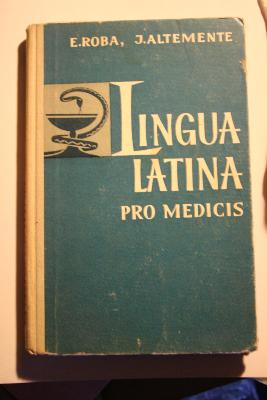 E.ROBA, J.ALTEMENTE
LINGUA
LATINA
PRO MEDICIS